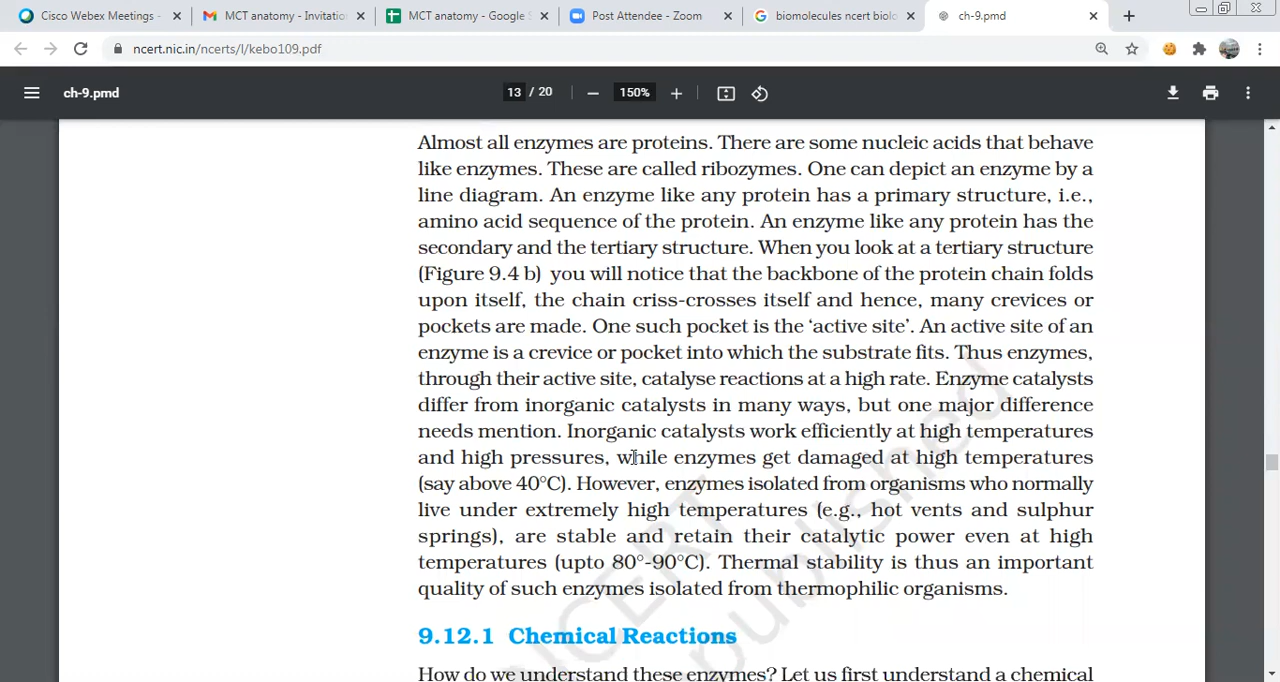 Cisco Webex Meetings -
MCT anatomy - Invitatio
MCT anatomy - Google S
Post Attendee - Zoom
biomolecules ncert biolo
ch-9.pmd
ncert.nic.in/ncerts/l/kebo109.pdf
ch-9.pmd
13 / 20
150%
Almost all enzymes are proteins. There are some nucleic acids that behave
like enzymes. These are called ribozymes. One can depict an enzyme by a
line diagram. An enzyme like any protein has a primary structure, i.e.,
amino acid sequence of the protein. An enzyme like any protein has the
secondary and the tertiary structure. When you look at a tertiary structure
(Figure 9.4 b) you will notice that the backbone of the protein chain folds
upon itself, the chain criss-crosses itself and hence, many crevices or
pockets are made. One such pocket is the ‘active site’. An active site of an
enzyme is a crevice or pocket into which the substrate fits. Thus enzymes,
through their active site, catalyse reactions at a high rate. Enzyme catalysts
differ from inorganic catalysts in many ways, but one major difference
needs mention. Inorganic catalysts work efficiently at high temperatures
and high pressures, while enzymes get damaged at high temperatures
(say above 40°C). However, enzymes isolated from organisms who normally
live under extremely high temperatures (e.g., hot vents and sulphur
springs), are stable and retain their catalytic power even at high
temperatures (upto 80°-90°C). Thermal stability is thus an important
quality of such enzymes isolated from thermophilic organisms.
9.12.1 Chemical Reactions
How do we understand these enzymes? Let us first understand a chemical
NCERT
published